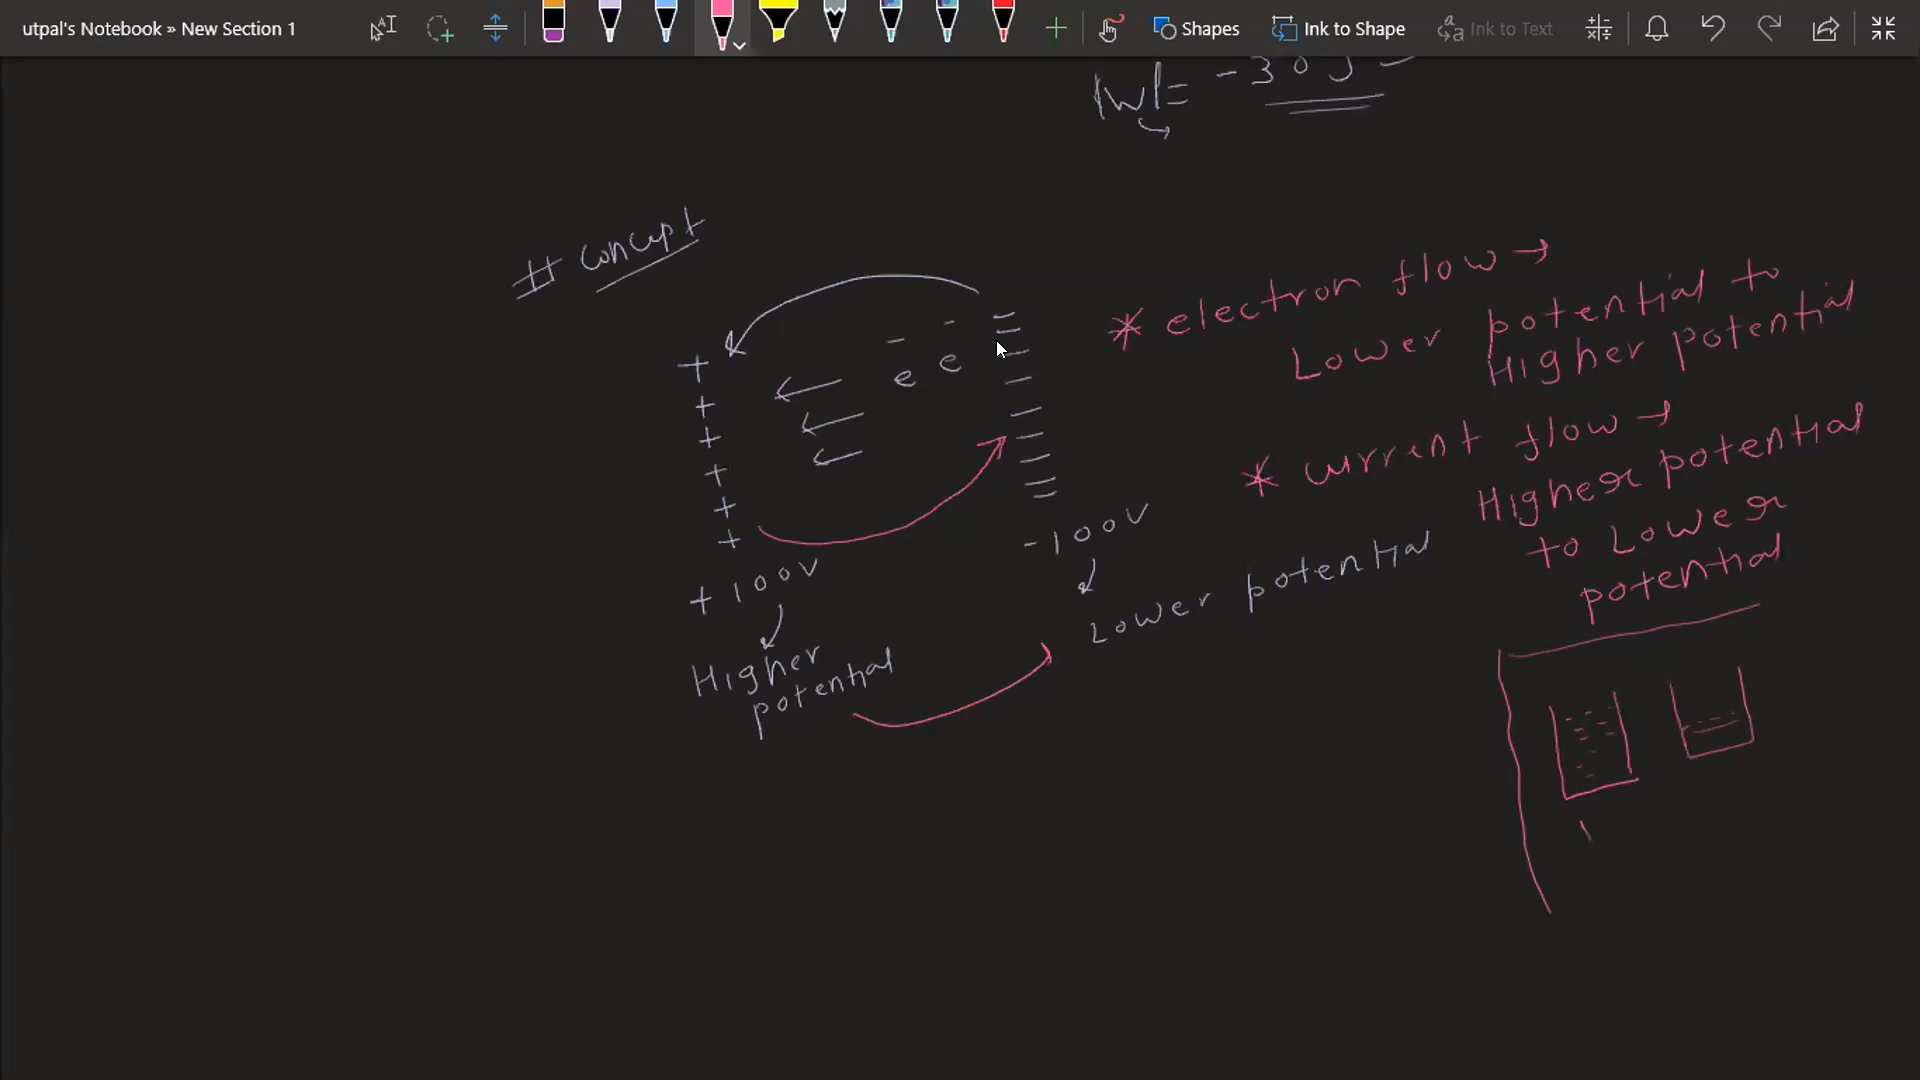 utpal's Notebook » New Section 1
Shapes
Ink to Shape
Ink to Text
|W| = -30 J
# concept
* electron flow →
Lower potential to
Higher potential
e⁻ e⁻
* current flow →
Higher potential
to Lower
potential
+ + + + + +
+100V
-100V
Higher
potential
Lower potential